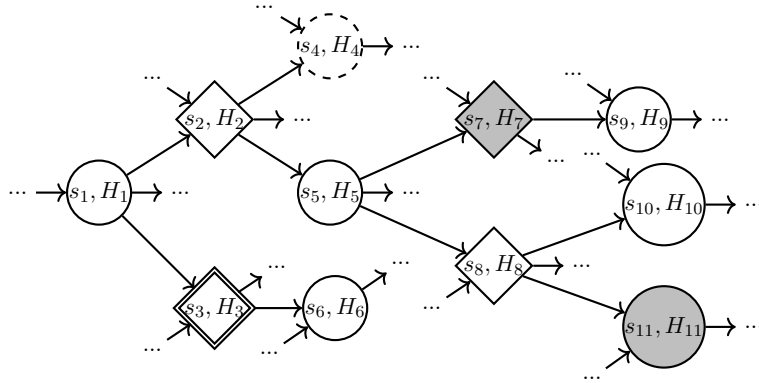 ...
...
s₄, H₄
...
...
...
...
...
s₂, H₂
...
s₇, H₇
s₉, H₉
...
...
...
...
s₁, H₁
...
s₅, H₅
...
s₁₀, H₁₀
..
...
...
s₈, H₈
...
s₃, H₃
s₆, H₆
...
s₁₁, H₁₁
..
...
...
...